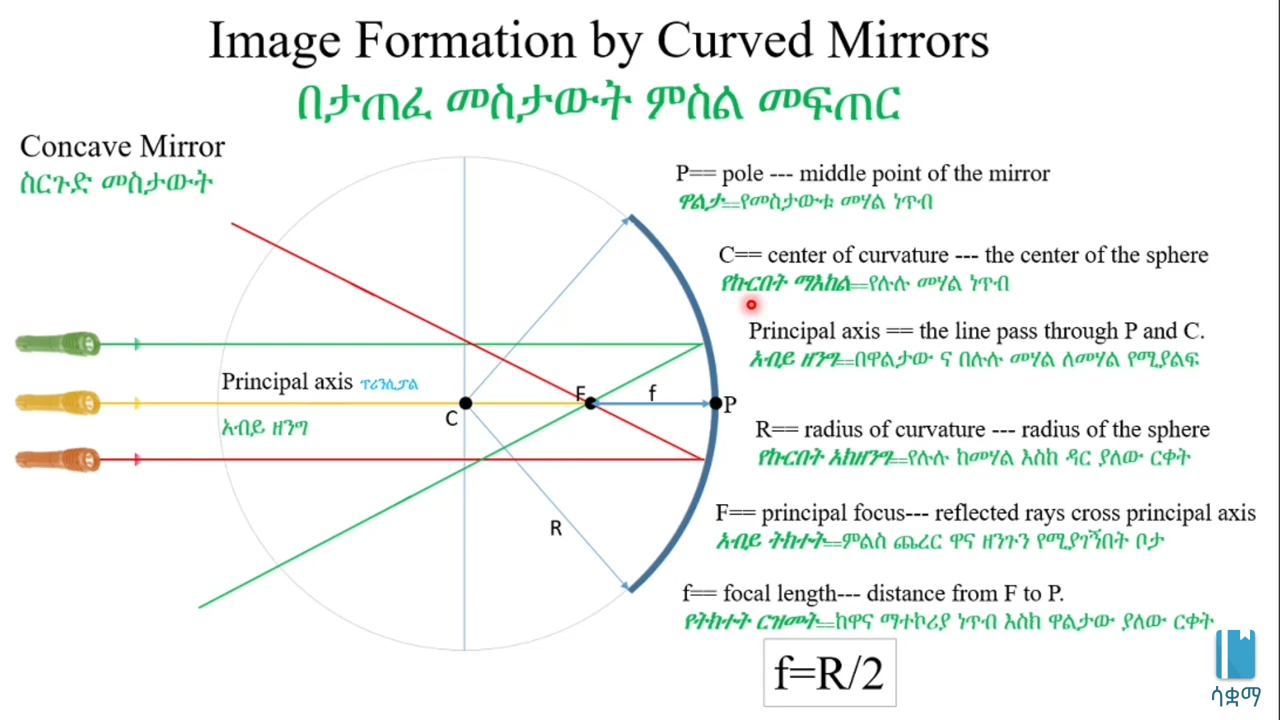 Image Formation by Curved Mirrors
በታጠፈ መስታውት ምስል መፍጠር
Concave Mirror
ስርጉድ መስታውት
P== pole --- middle point of the mirror
ዋልታ==የመስታውቱ መሃል ነጥብ
C== center of curvature --- the center of the sphere
የኩርበት ማእከል==የሉሉ መሃል ነጥብ
Principal axis == the line pass through P and C.
አብይ ዘንግ==በዋልታው ና በሉሉ መሃል ለመሃል የሚያልፍ
Principal axis ፕሪንሲፓል
አብይ ዘንግ
C
F
f
P
R
R== radius of curvature --- radius of the sphere
የኩርበት አከዘንግ==የሉሉ ከመሃል እስከ ዳር ያለው ርቀት
F== principal focus--- reflected rays cross principal axis
አብይ ትክተት==ምልስ ጨረር ዋና ዘንጉን የሚያገኝበት ቦታ
f== focal length--- distance from F to P.
የትክተት ርዝመት==ከዋና ማተኮሪያ ነጥብ እስከ ዋልታው ያለው ርቀት
f=R/2
ሳቋማ